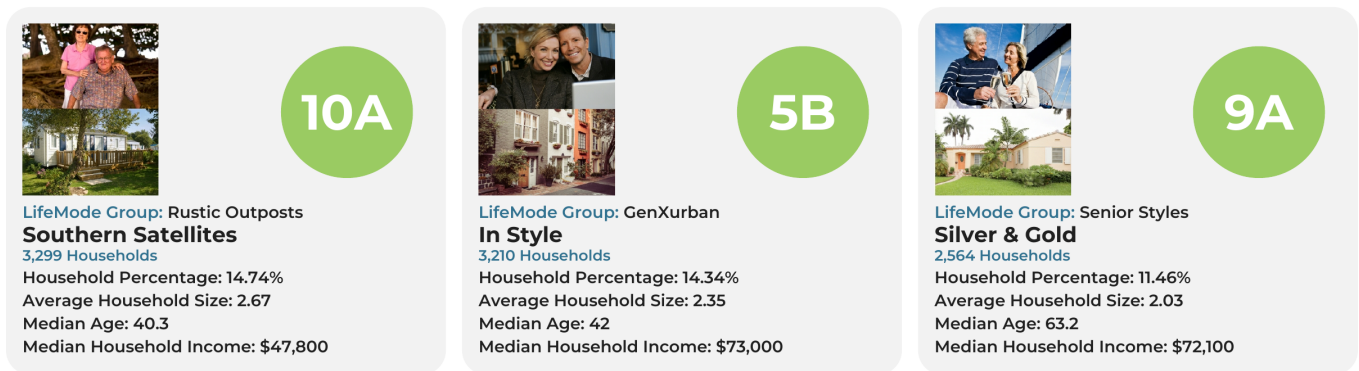 10A
LifeMode Group: Rustic Outposts
Southern Satellites
3,299 Households
Household Percentage: 14.74%
Average Household Size: 2.67
Median Age: 40.3
Median Household Income: $47,800
5B
LifeMode Group: GenXurban
In Style
3,210 Households
Household Percentage: 14.34%
Average Household Size: 2.35
Median Age: 42
Median Household Income: $73,000
9A
LifeMode Group: Senior Styles
Silver & Gold
2,564 Households
Household Percentage: 11.46%
Average Household Size: 2.03
Median Age: 63.2
Median Household Income: $72,100